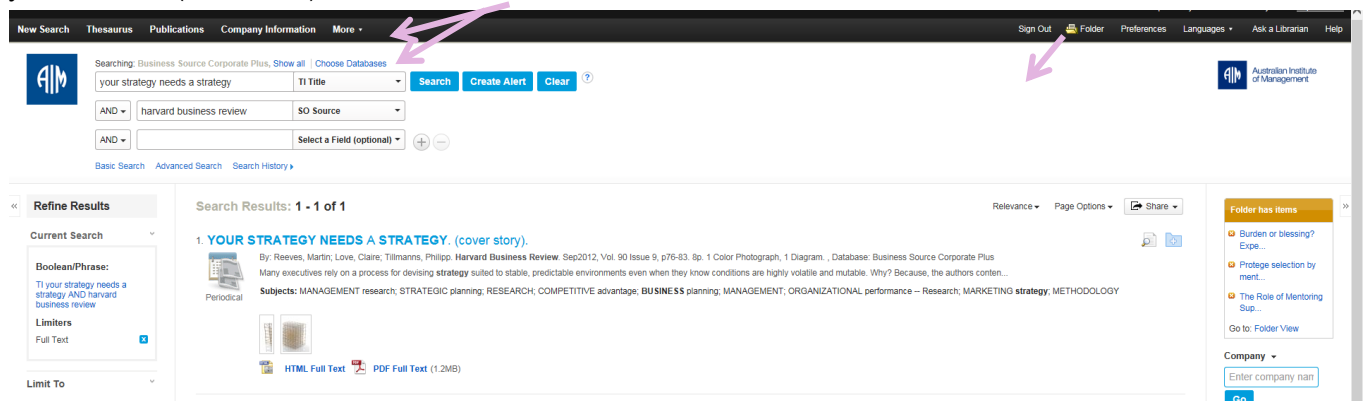 New Search Thesaurus Publications Company Information More Sign Out Folder Preferences Languages Ask a Librarian Help
AIM
Searching: Business Source Corporate Plus, Show all | Choose Databases
your strategy needs a strategy TI Title Search Create Alert Clear ?
AND harvard business review SO Source
AND Select a Field (optional)
Basic Search Advanced Search Search History
AIM Australian Institute
of Management
« Refine Results
Current Search
Boolean/Phrase:
TI your strategy needs a
strategy AND harvard
business review
Limiters
Full Text X
Limit To
Search Results: 1 - 1 of 1
Relevance Page Options Share
1. YOUR STRATEGY NEEDS A STRATEGY. (cover story).
By: Reeves, Martin; Love, Claire; Tillmanns, Philipp. Harvard Business Review. Sep2012, Vol. 90 Issue 9, p76-83. 8p. 1 Color Photograph, 1 Diagram. , Database: Business Source Corporate Plus
Many executives rely on a process for devising strategy suited to stable, predictable environments even when they know conditions are highly volatile and mutable. Why? Because, the authors conten...
Subjects: MANAGEMENT research; STRATEGIC planning; RESEARCH; COMPETITIVE advantage; BUSINESS planning; MANAGEMENT; ORGANIZATIONAL performance -- Research; MARKETING strategy; METHODOLOGY
Periodical
HTML Full Text PDF Full Text (1.2MB)
Folder has items »
Burden or blessing?
Expe...
Protege selection by
ment...
The Role of Mentoring
Sup...
Go to: Folder View
Company
Enter company nam
Go